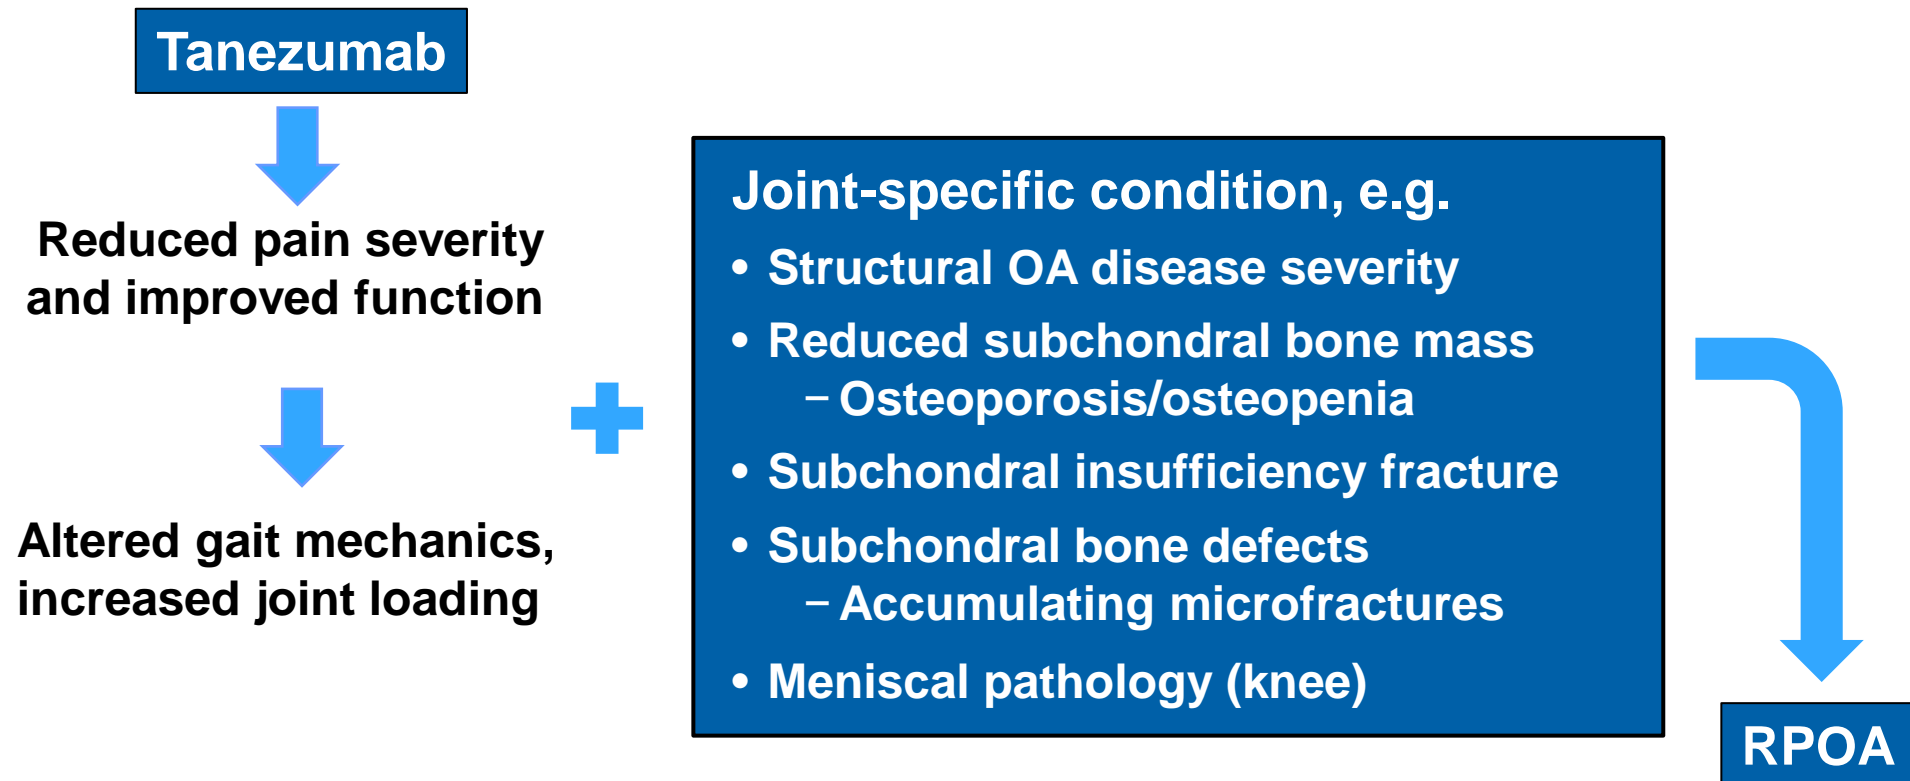 Tanezumab
Reduced pain severity
and improved function
Altered gait mechanics,
increased joint loading
Joint-specific condition, e.g.
• Structural OA disease severity
• Reduced subchondral bone mass
– Osteoporosis/osteopenia
• Subchondral insufficiency fracture
• Subchondral bone defects
– Accumulating microfractures
• Meniscal pathology (knee)
RPOA